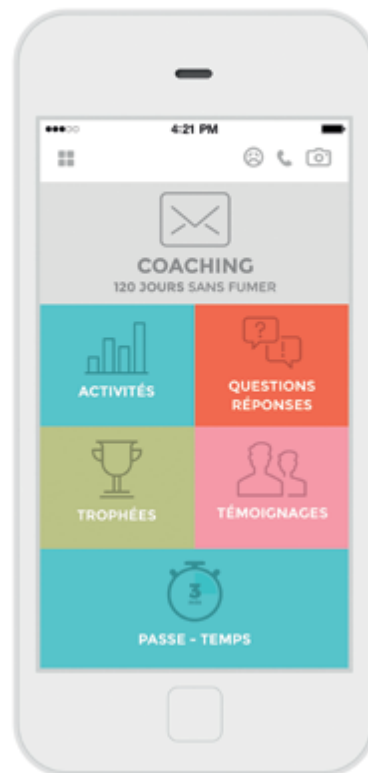 4:21 PM
COACHING
120 JOURS SANS FUMER
ACTIVITÉS
?
!
QUESTIONS
RÉPONSES
TROPHÉES
TÉMOIGNAGES
3
PASSE - TEMPS